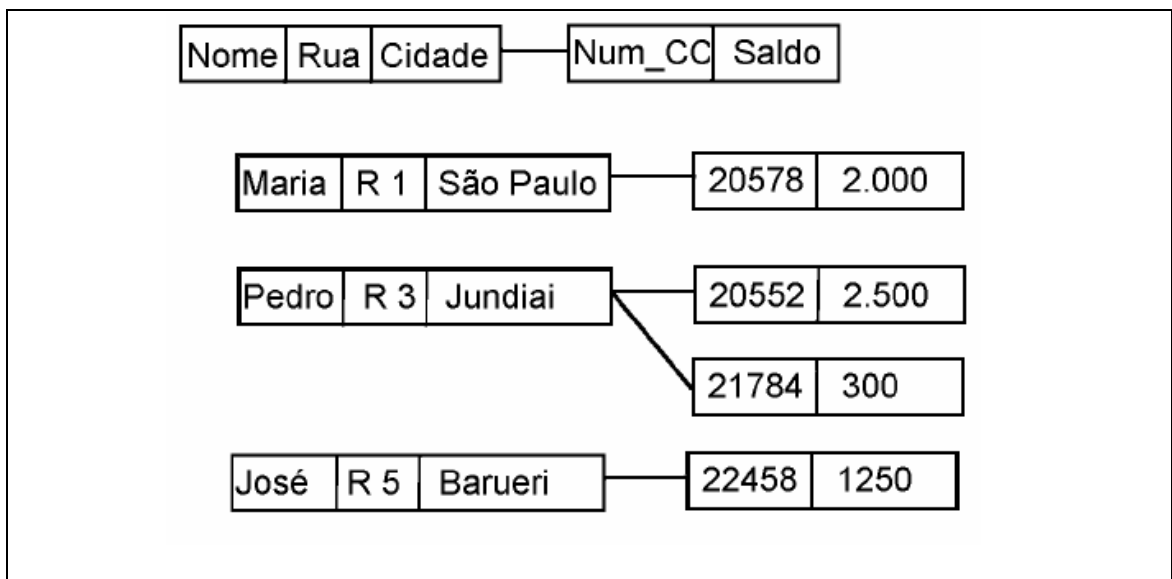 Nome Rua Cidade Num_CC Saldo
Maria R 1 São Paulo 20578 2.000
Pedro R 3 Jundiai 20552 2.500
21784 300
José R 5 Barueri 22458 1250